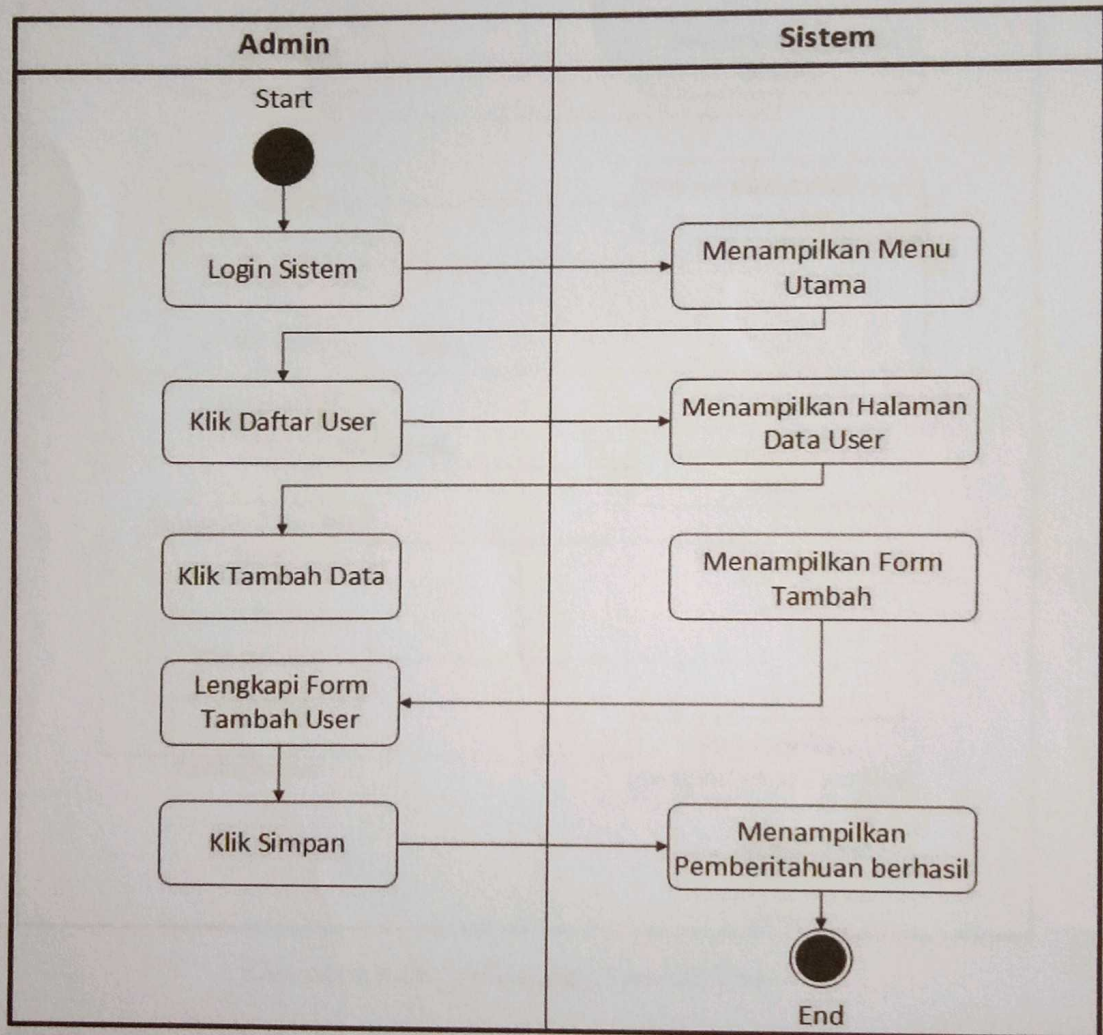 Admin
Sistem
Start
Login Sistem
Menampilkan Menu
Utama
Klik Daftar User
Menampilkan Halaman
Data User
Klik Tambah Data
Menampilkan Form
Tambah
Lengkapi Form
Tambah User
Klik Simpan
Menampilkan
Pemberitahuan berhasil
End